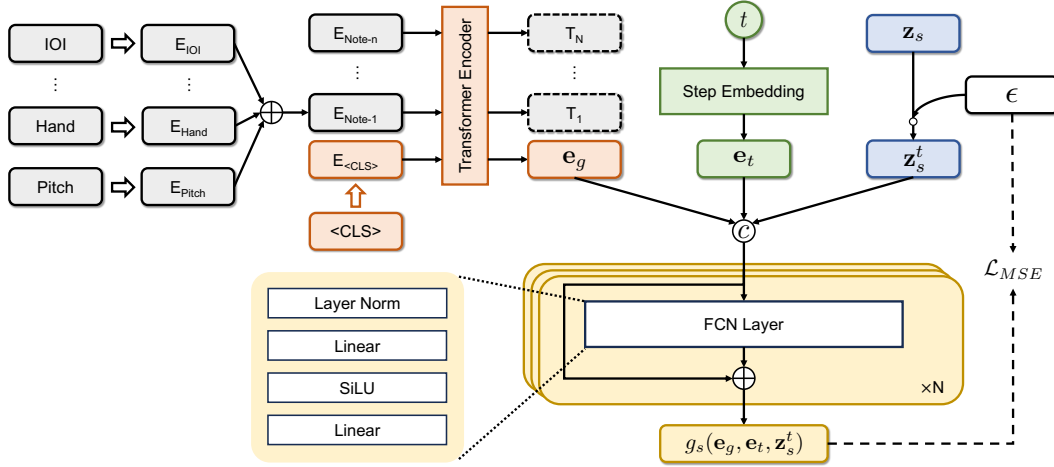 IOI
E_IOI
E_Note-n
Transformer Encoder
T_N
t
𝐳_s
⋮
⋮
⋮
⋮
Step Embedding
ϵ
Hand
E_Hand
E_Note-1
T_1
Pitch
E_Pitch
E_<CLS>
𝐞_g
𝐞_t
𝐳_s^t
<CLS>
c
ℒ_MSE
Layer Norm
FCN Layer
Linear
SiLU
×N
Linear
g_s(𝐞_g, 𝐞_t, 𝐳_s^t)